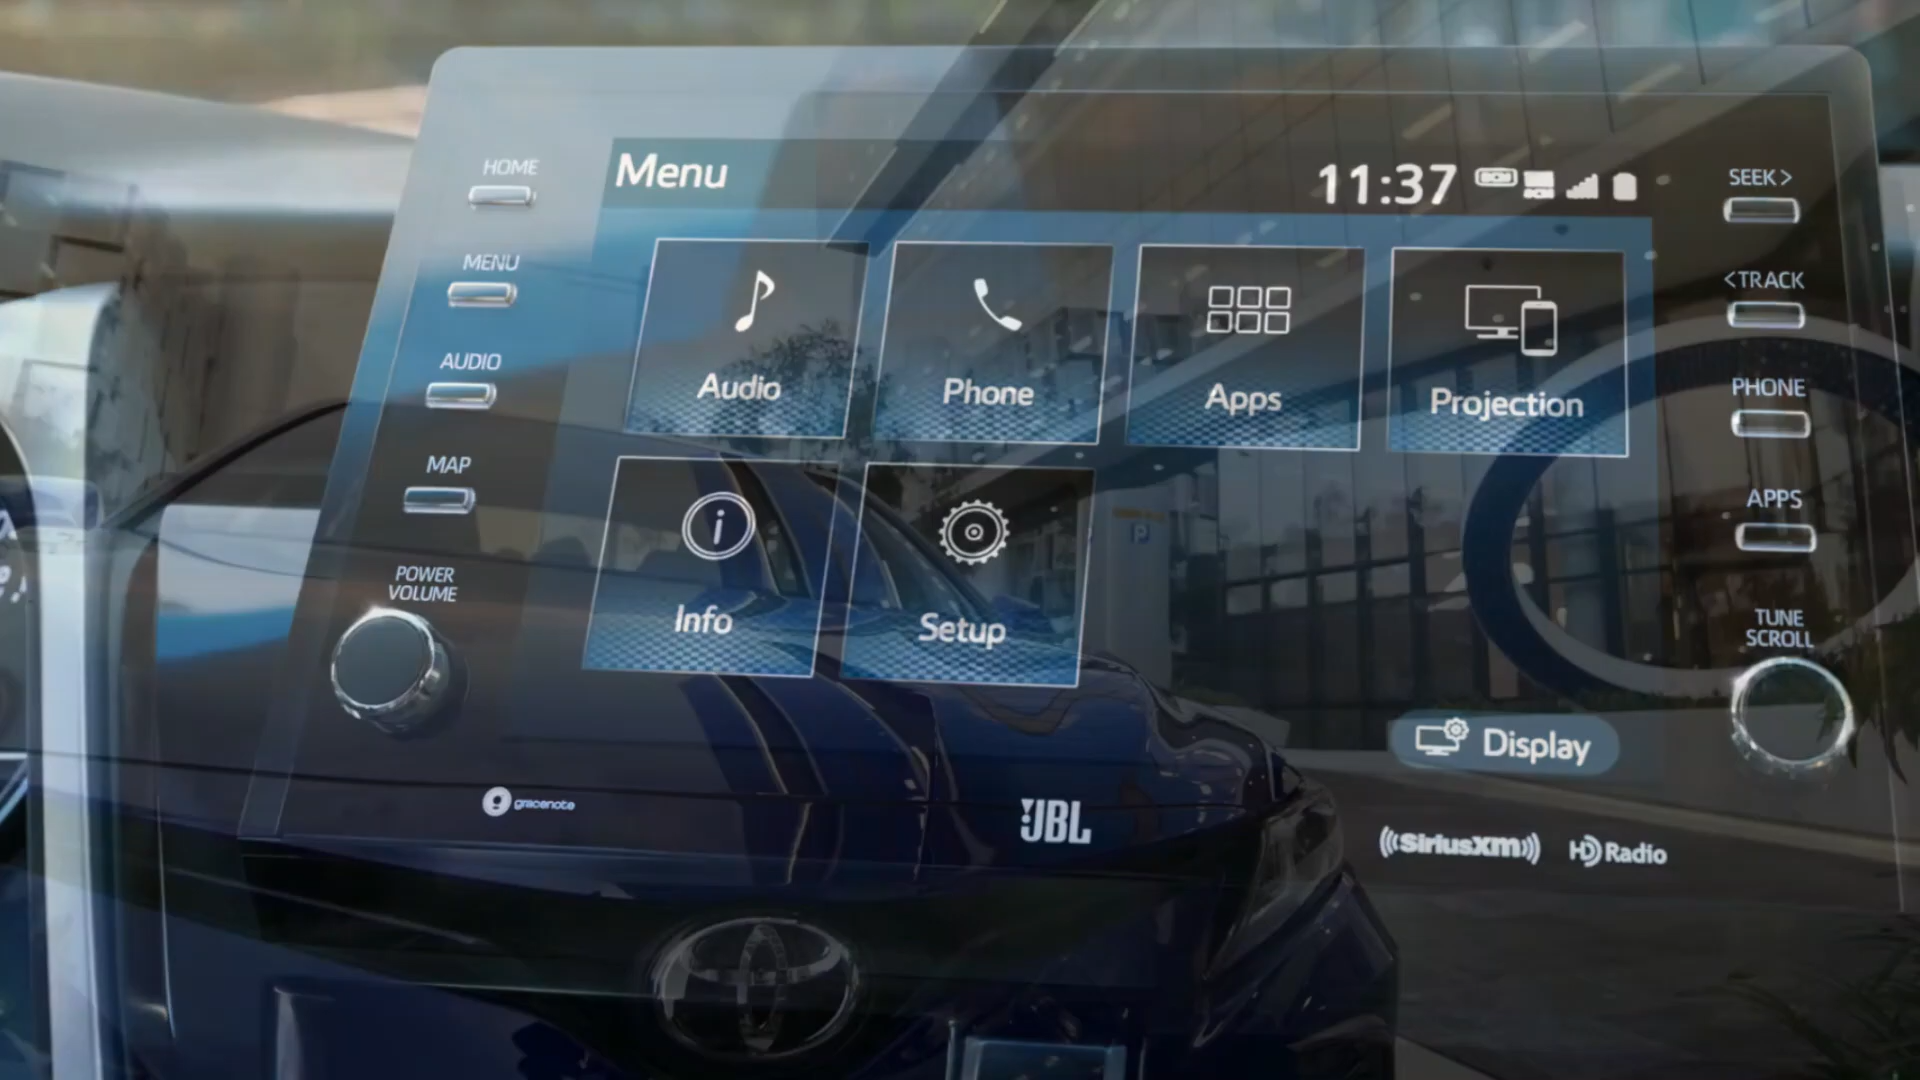 HOME
MENU
AUDIO
MAP
POWER
VOLUME
Menu
11:37
Audio
Phone
Apps
Projection
Info
Setup
Display
SEEK >
< TRACK
PHONE
APPS
TUNE
SCROLL
gracenote
JBL
SiriusXM
HD Radio
P